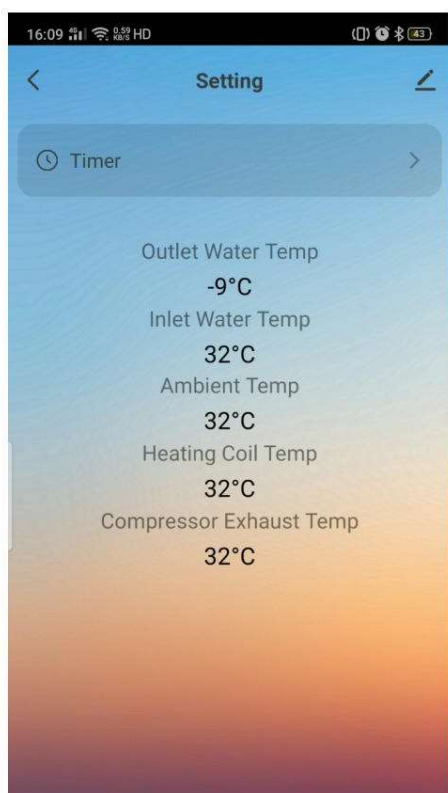 16:09 4G 0.59 KB/S HD 43
Setting
Timer
Outlet Water Temp
-9°C
Inlet Water Temp
32°C
Ambient Temp
32°C
Heating Coil Temp
32°C
Compressor Exhaust Temp
32°C